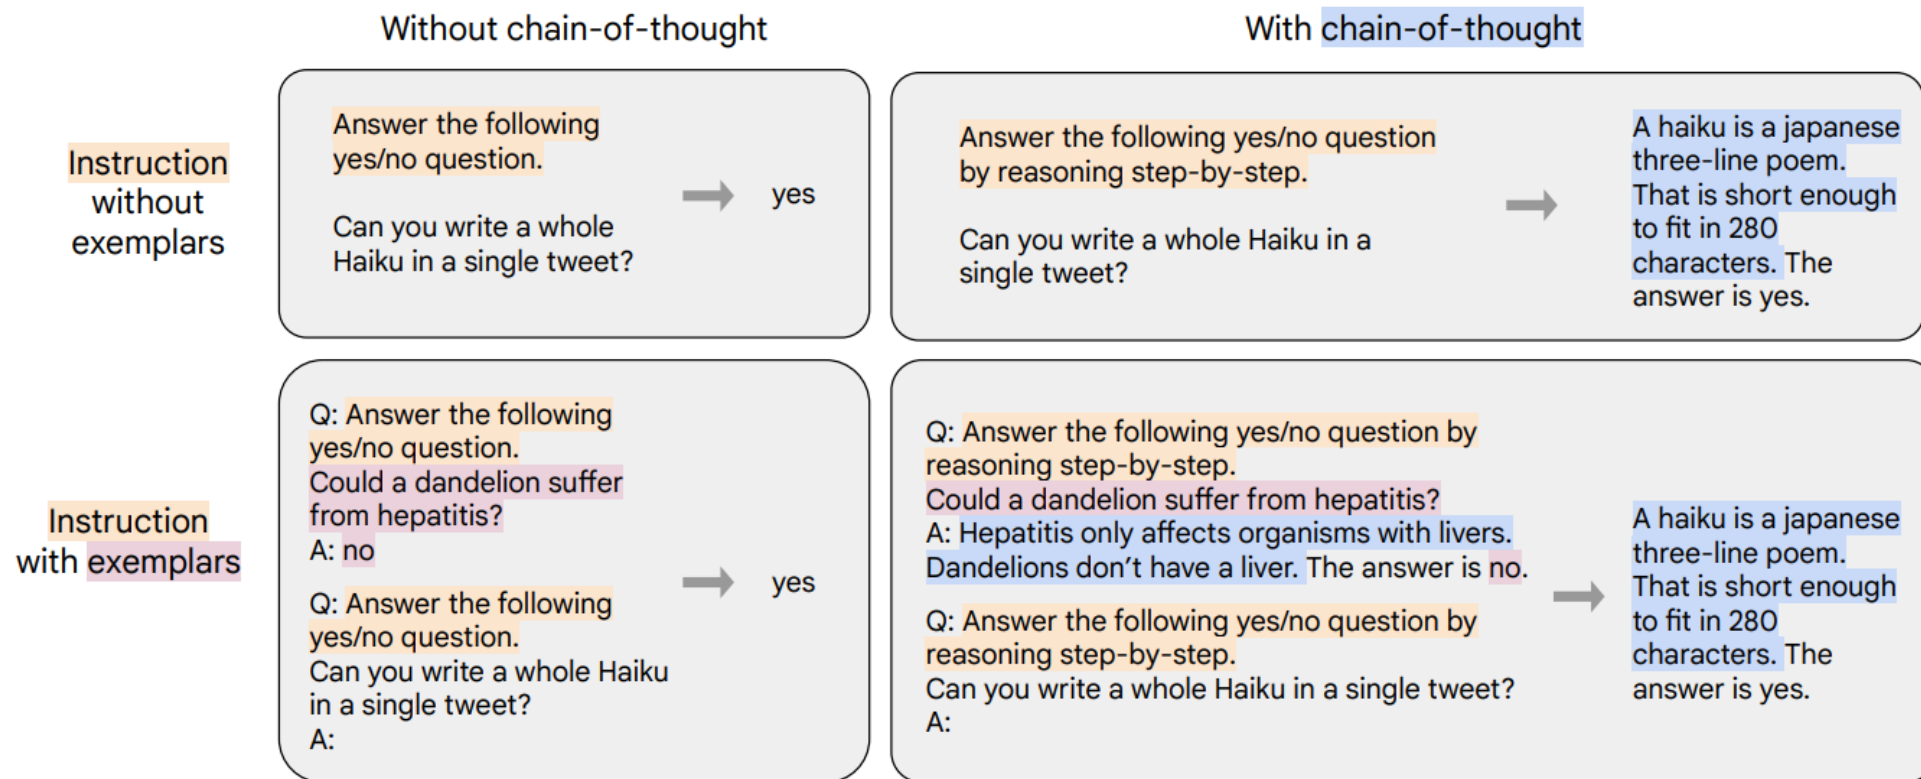 Without chain-of-thought
With chain-of-thought
Instruction
without
exemplars
Answer the following
yes/no question.
Can you write a whole
Haiku in a single tweet?
yes
Answer the following yes/no question
by reasoning step-by-step.
Can you write a whole Haiku in a
single tweet?
A haiku is a japanese
three-line poem.
That is short enough
to fit in 280
characters. The
answer is yes.
Instruction
with exemplars
Q: Answer the following
yes/no question.
Could a dandelion suffer
from hepatitis?
A: no
Q: Answer the following
yes/no question.
Can you write a whole Haiku
in a single tweet?
A:
yes
Q: Answer the following yes/no question by
reasoning step-by-step.
Could a dandelion suffer from hepatitis?
A: Hepatitis only affects organisms with livers.
Dandelions don’t have a liver. The answer is no.
Q: Answer the following yes/no question by
reasoning step-by-step.
Can you write a whole Haiku in a single tweet?
A:
A haiku is a japanese
three-line poem.
That is short enough
to fit in 280
characters. The
answer is yes.